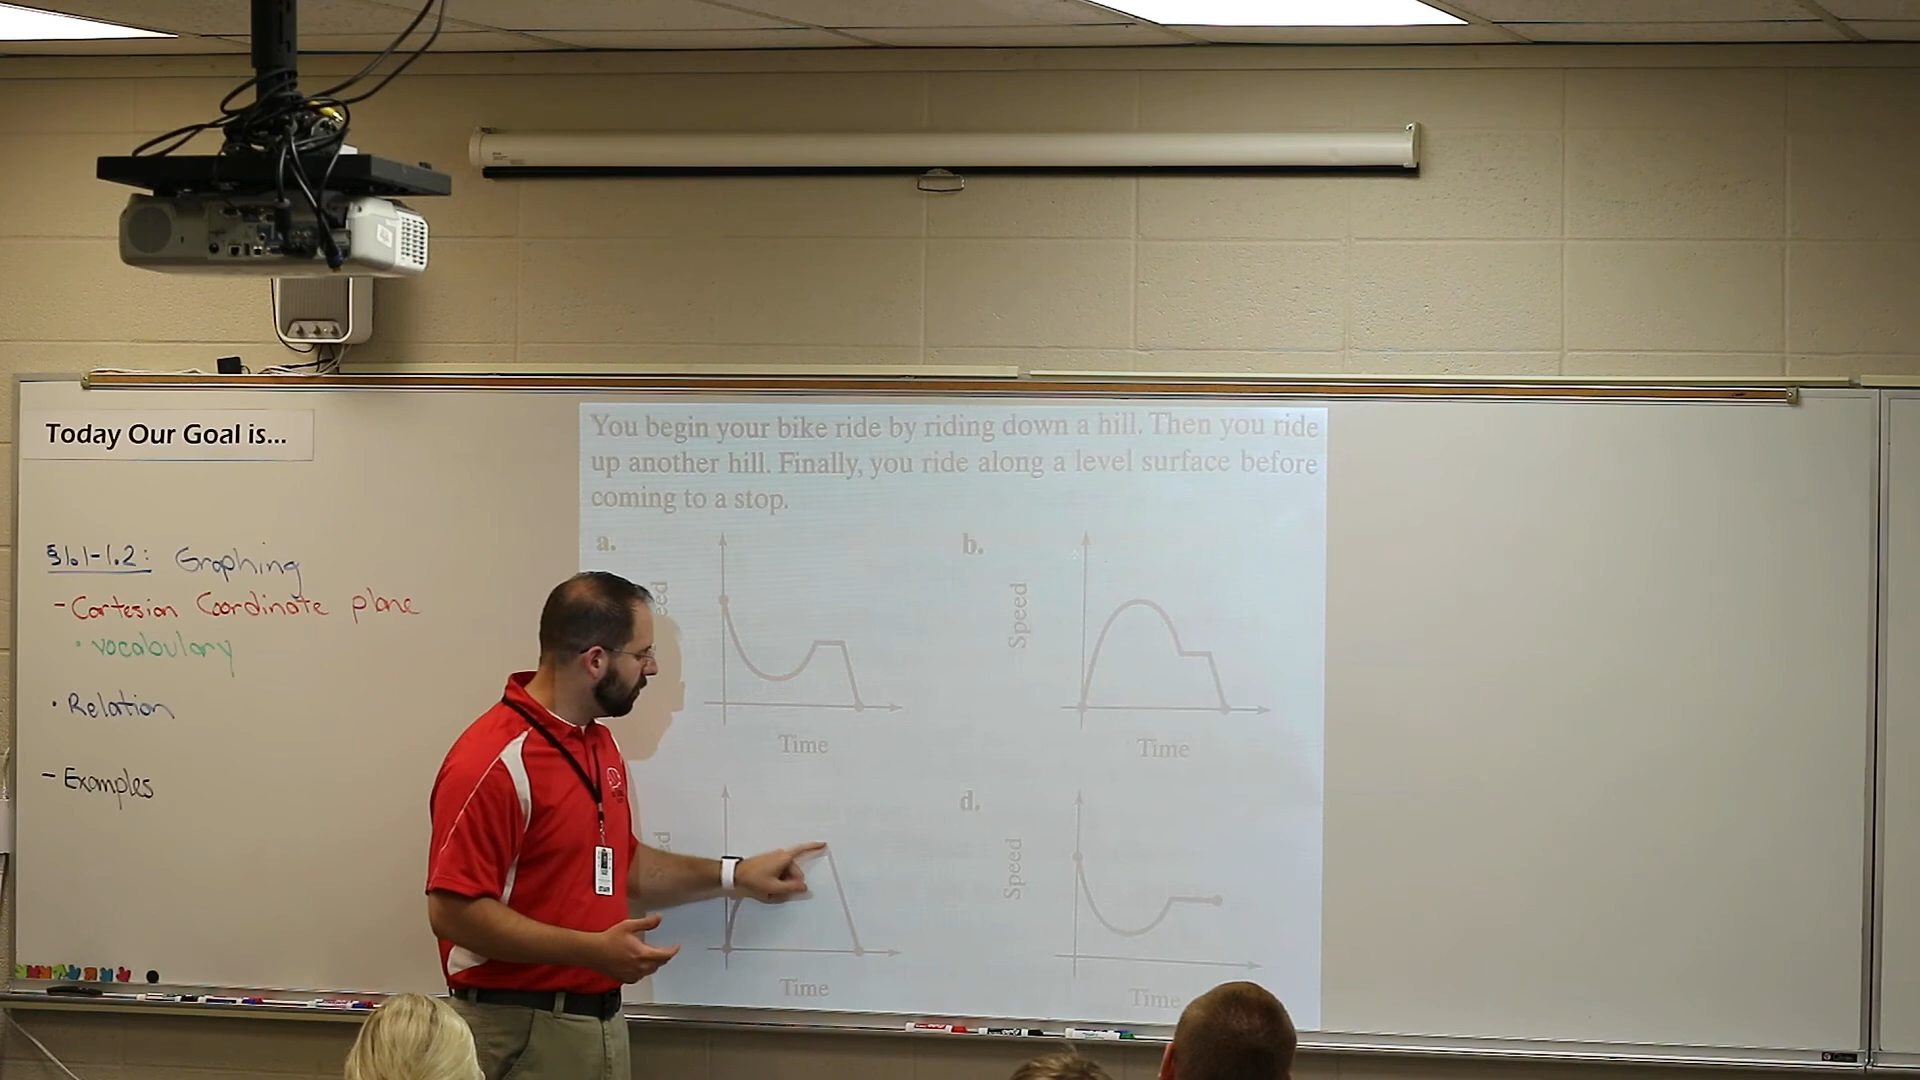 Today Our Goal is...
§1.1-1.2: Graphing
- Cartesian Coordinate plane
• vocabulary
• Relation
- Examples
You begin your bike ride by riding down a hill. Then you ride
up another hill. Finally, you ride along a level surface before
coming to a stop.
a.
Time
b.
Speed
Time
Speed
Time
d.
Speed
Time